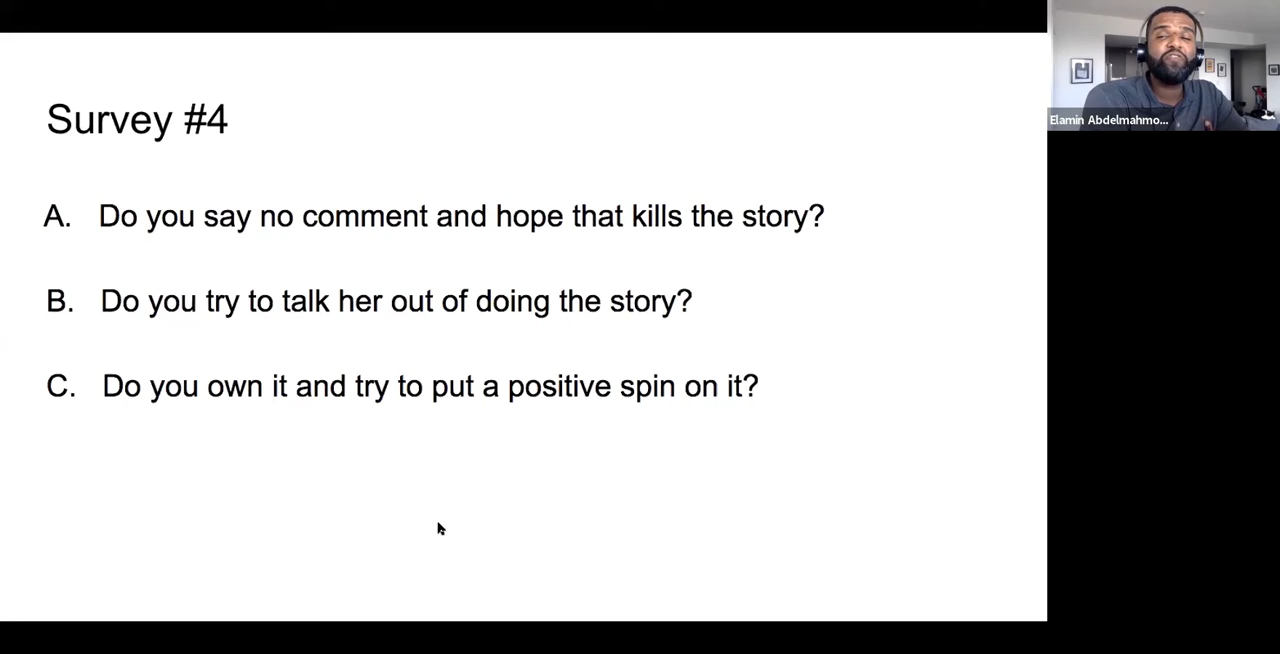 Survey #4
A. Do you say no comment and hope that kills the story?
B. Do you try to talk her out of doing the story?
C. Do you own it and try to put a positive spin on it?
Elamin Abdelmahmo...